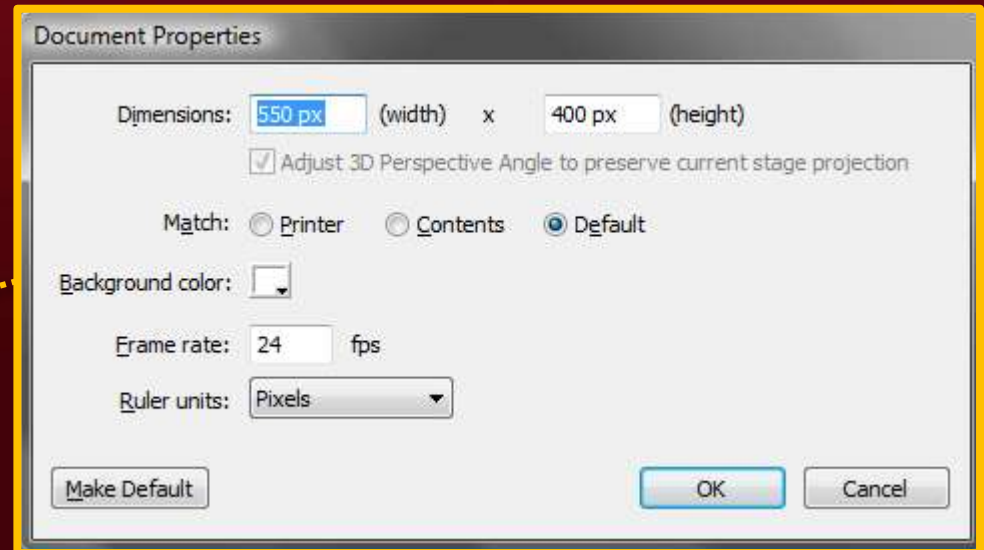 Document Properties
Dimensions: 550 px (width) x 400 px (height)
Adjust 3D Perspective Angle to preserve current stage projection
Match: Printer Contents Default
Background color:
Frame rate: 24 fps
Ruler units: Pixels
Make Default OK Cancel